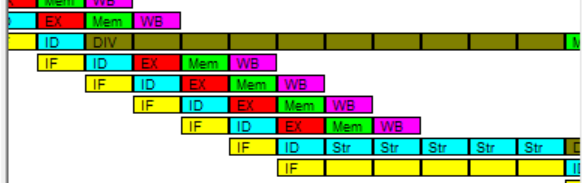 Mem WB
EX Mem WB
ID DIV
IF ID EX Mem WB
IF ID EX Mem WB
IF ID EX Mem WB
IF ID EX Mem WB
IF ID Str Str Str Str
IF